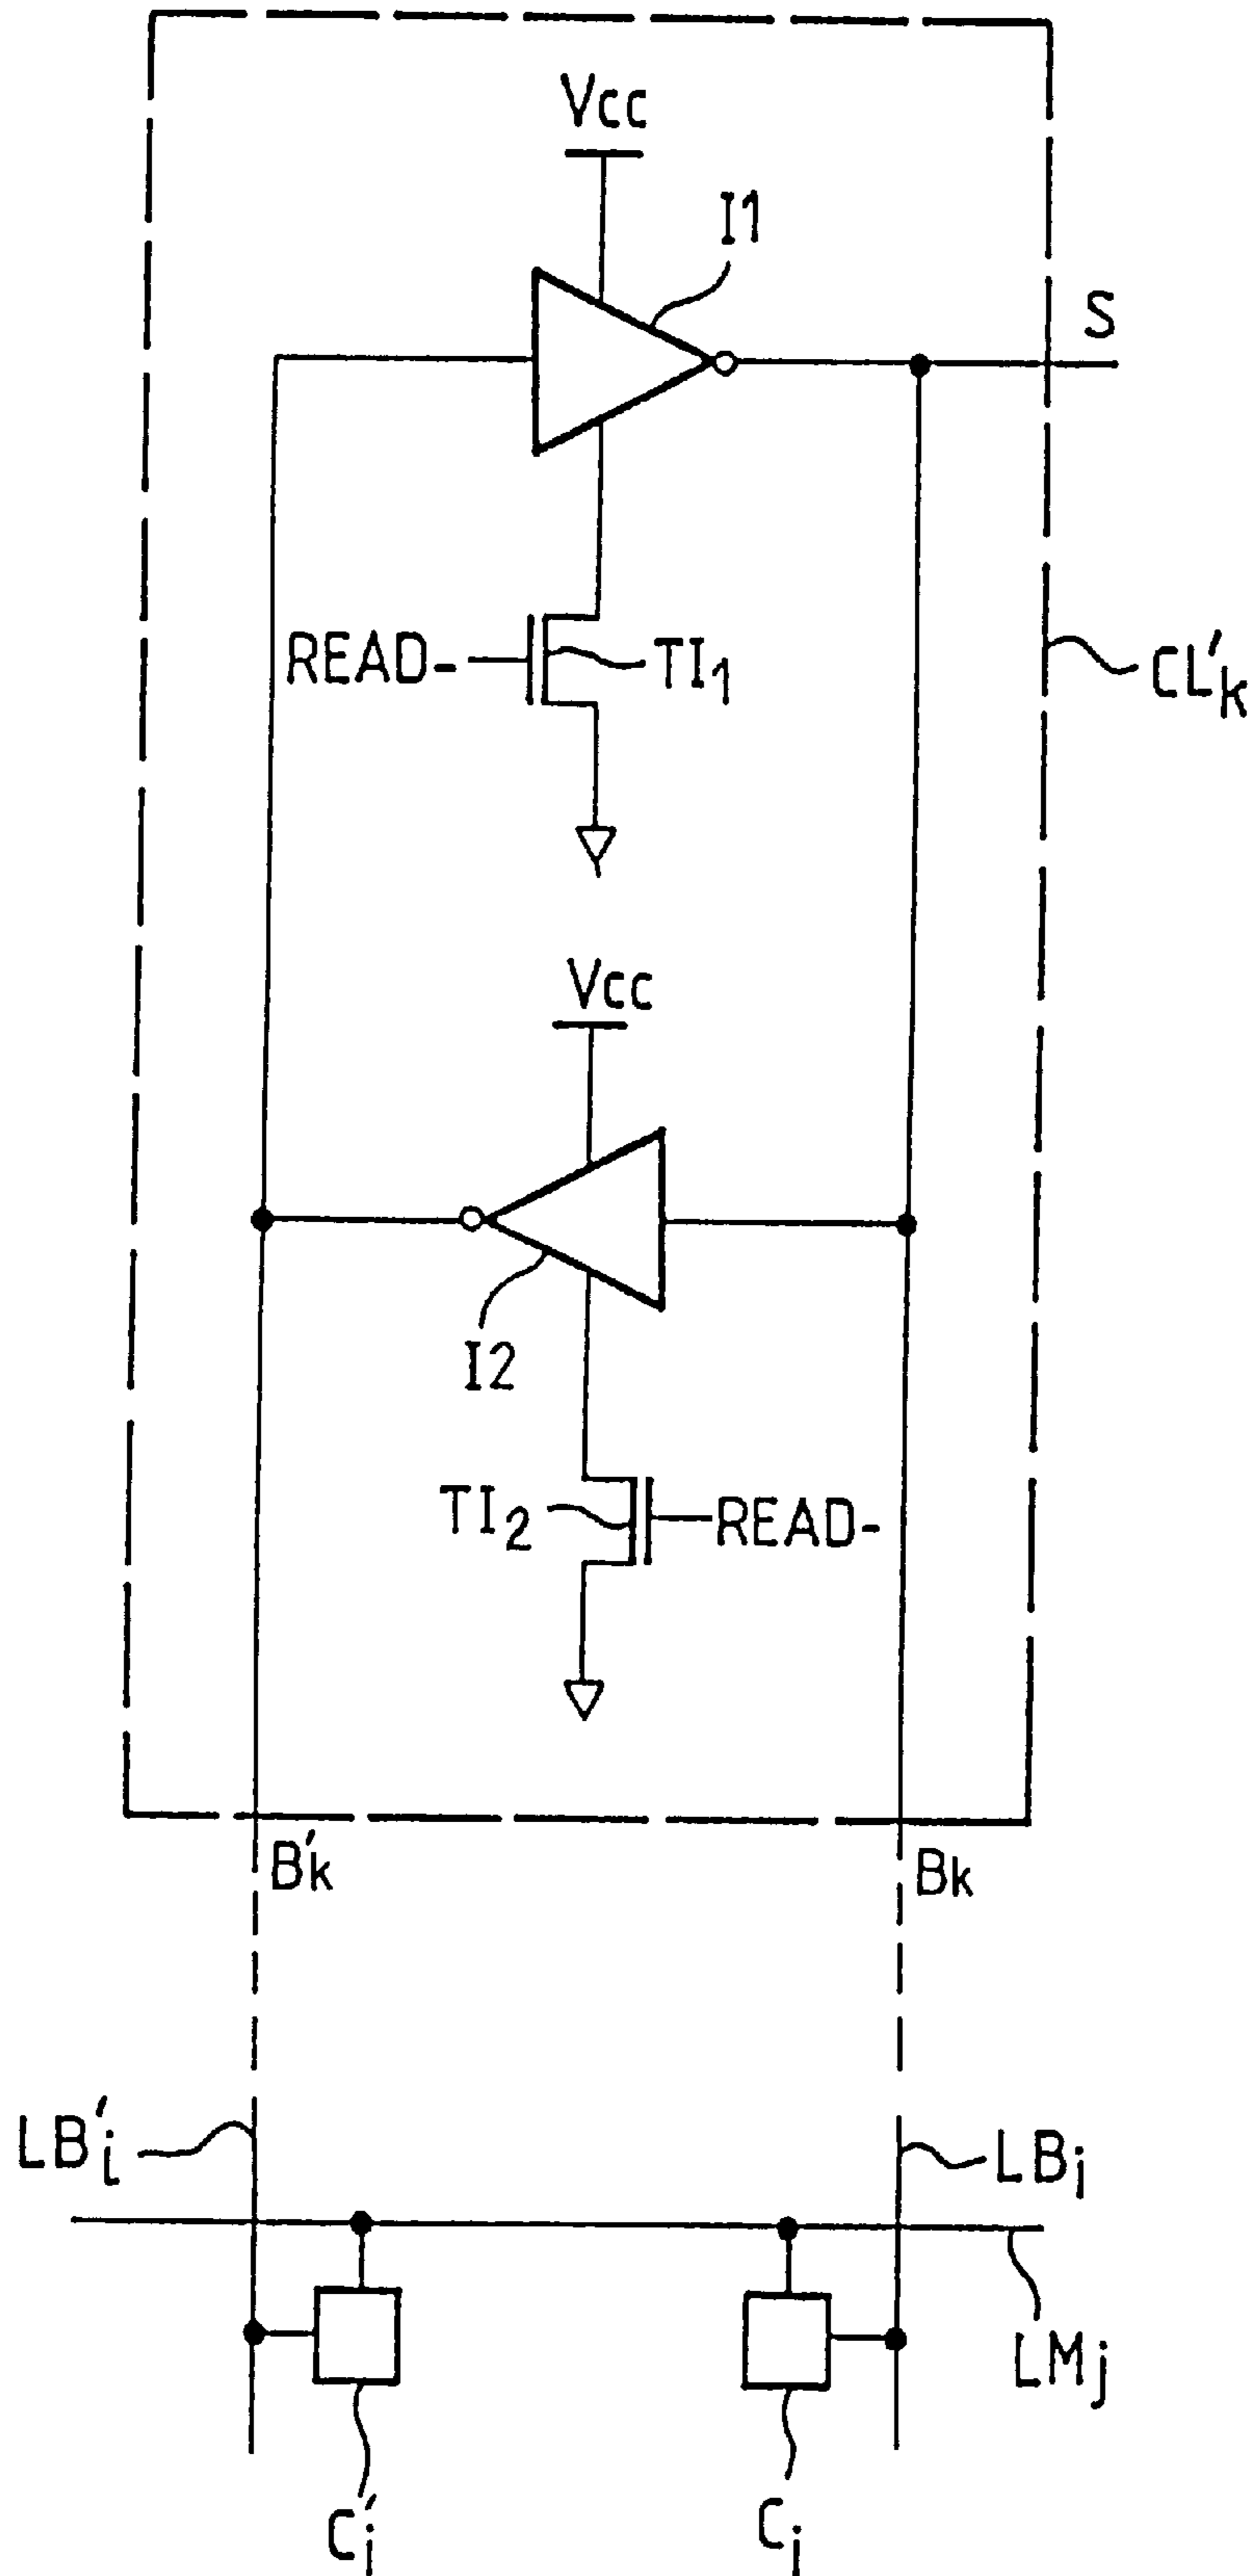 Vcc
I1
S
READ-
TI1
CL'k
Vcc
I2
TI2
READ-
B'k
Bk
LB'i
LBi
LMj
C'i
Ci